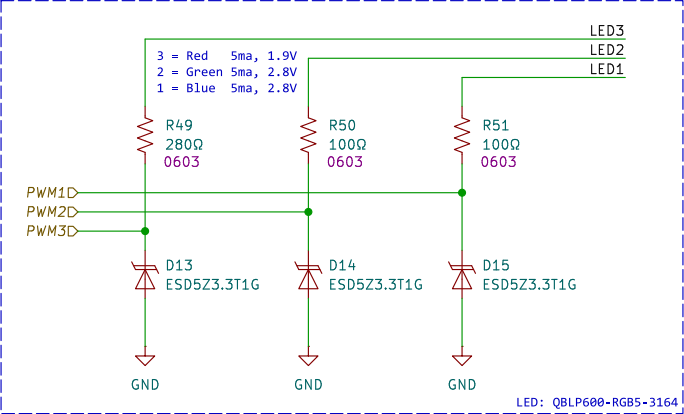 LED3
LED2
LED1
3 = Red 5ma, 1.9V
2 = Green 5ma, 2.8V
1 = Blue 5ma, 2.8V
R49
280Ω
0603
R50
100Ω
0603
R51
100Ω
0603
PWM1
PWM2
PWM3
D13
ESD5Z3.3T1G
D14
ESD5Z3.3T1G
D15
ESD5Z3.3T1G
GND
GND
GND
LED: QBLP600-RGB5-3164